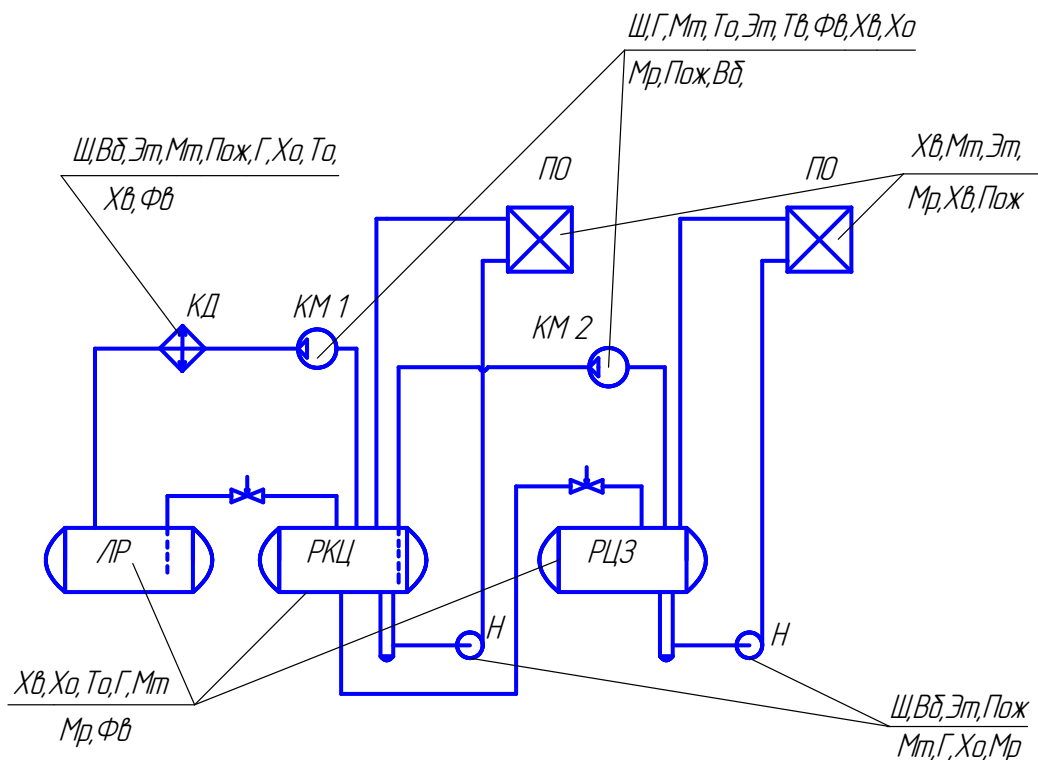 Ш,Г,Мт,То,Эт,Тв,Фв,Хв,Хо
Мр,Пож,Вб,
Ш,Вб,Эт,Мт,Пож,Г,Хо,То,
Хв,Фв
ПО
ПО
Хв,Мт,Эт,
Мр,Хв,Пож
КД
КМ 1
КМ 2
ЛР
РКЦ
РЦЗ
Н
Н
Хв,Хо,То,Г,Мт
Мр,Фв
Ш,Вб,Эт,Пож
Мт,Г,Хо,Мр